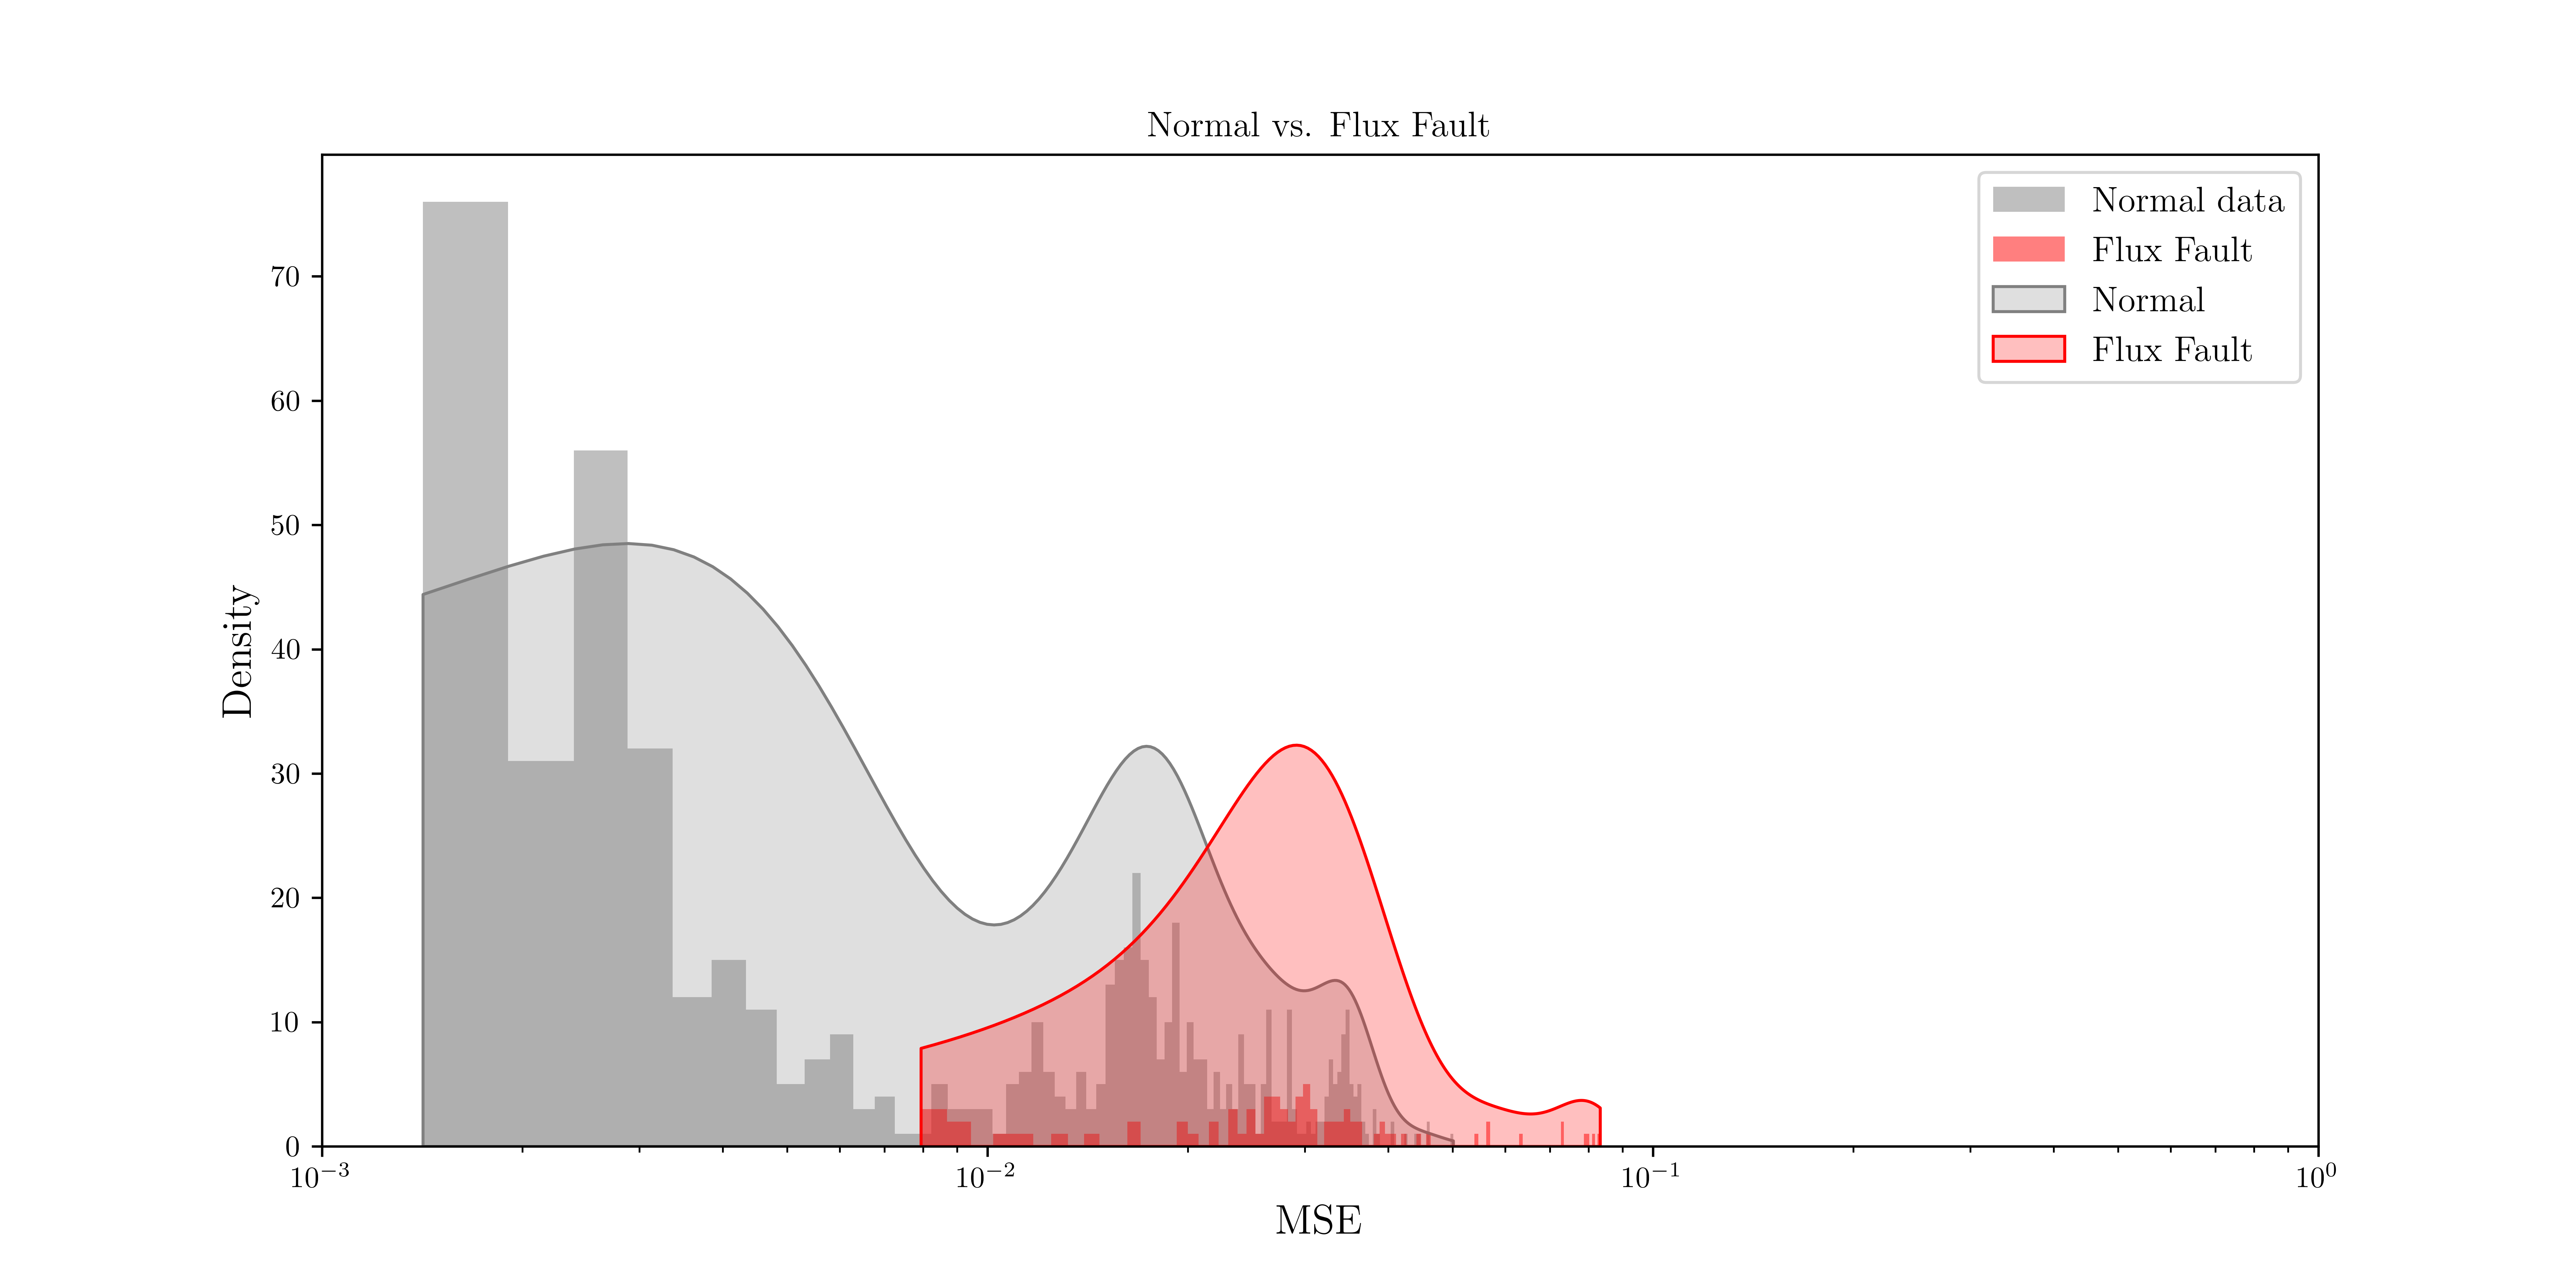 Normal vs. Flux Fault
Normal data
Flux Fault
Normal
Flux Fault
Density
70
60
50
40
30
20
10
0
10⁻³
10⁻²
10⁻¹
10⁰
MSE